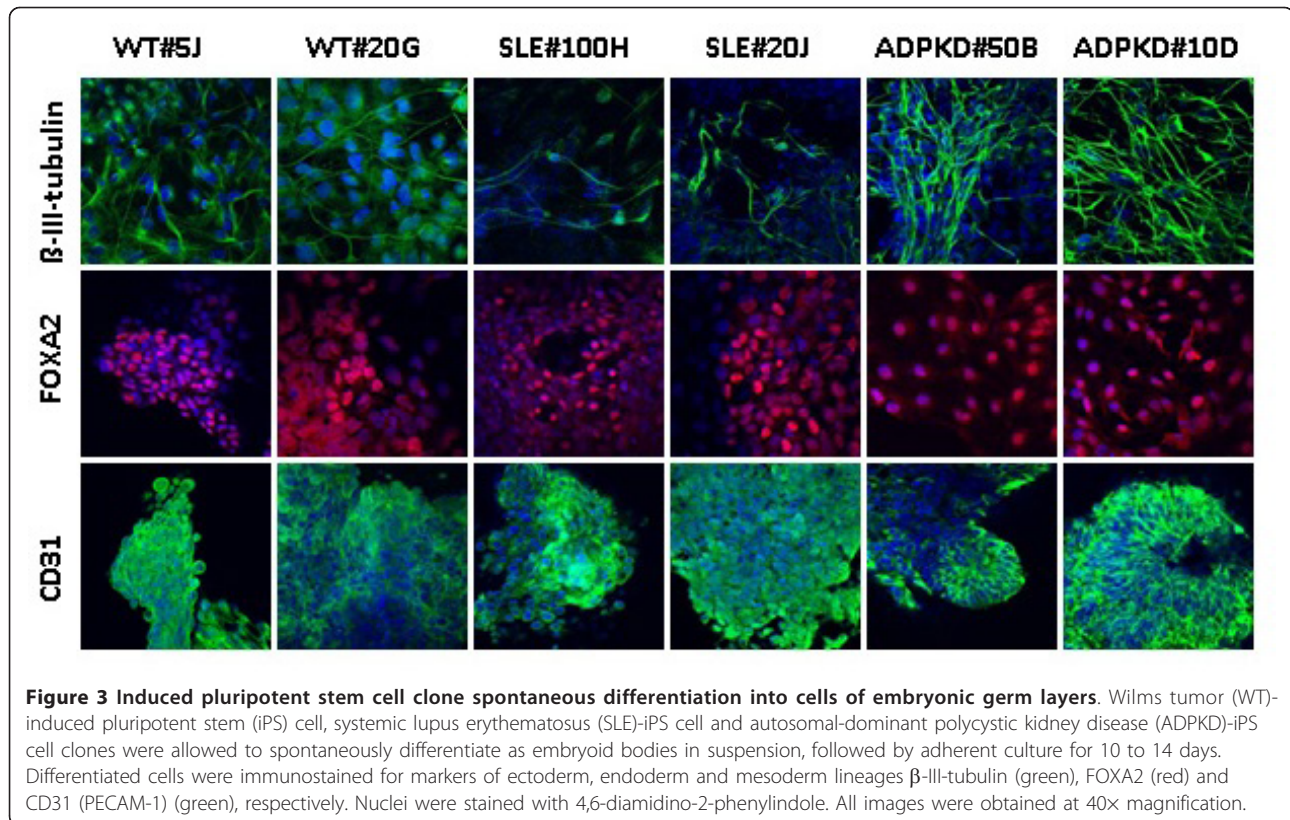 WT#5J WT#20G SLE#100H SLE#20J ADPKD#50B ADPKD#10D
β-III-tubulin
FOXA2
CD31
Figure 3 Induced pluripotent stem cell clone spontaneous differentiation into cells of embryonic germ layers. Wilms tumor (WT)-
induced pluripotent stem (iPS) cell, systemic lupus erythematosus (SLE)-iPS cell and autosomal-dominant polycystic kidney disease (ADPKD)-iPS
cell clones were allowed to spontaneously differentiate as embryoid bodies in suspension, followed by adherent culture for 10 to 14 days.
Differentiated cells were immunostained for markers of ectoderm, endoderm and mesoderm lineages β-III-tubulin (green), FOXA2 (red) and
CD31 (PECAM-1) (green), respectively. Nuclei were stained with 4,6-diamidino-2-phenylindole. All images were obtained at 40× magnification.